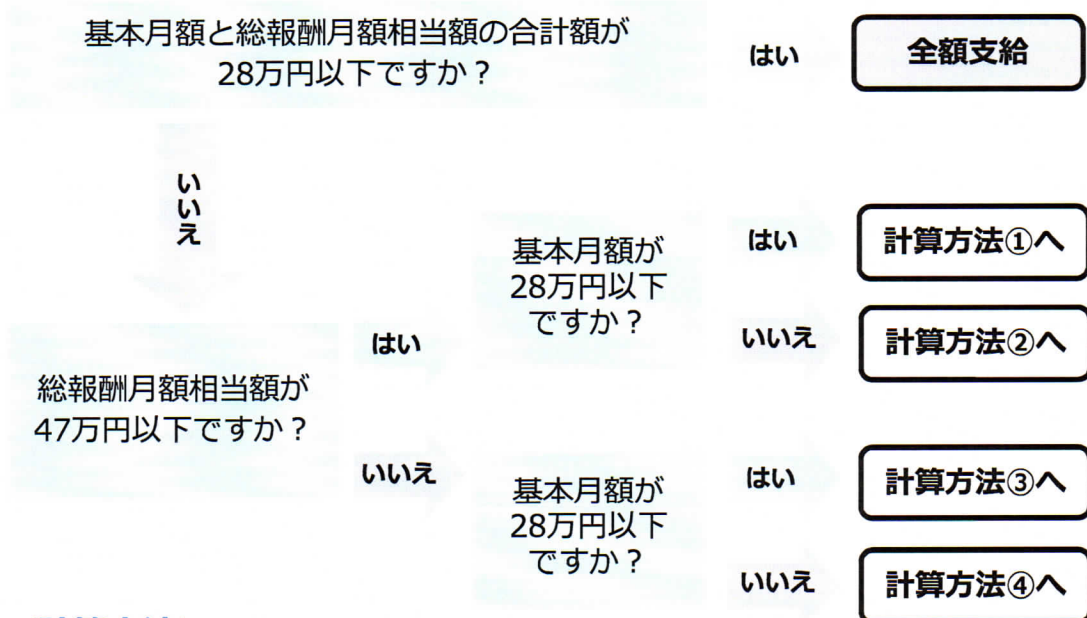 基本月額と総報酬月額相当額の合計額が
28万円以下ですか？
はい
全額支給
いいえ
総報酬月額相当額が
47万円以下ですか？
はい
基本月額が
28万円以下
ですか？
はい
計算方法①へ
いいえ
計算方法②へ
いいえ
基本月額が
28万円以下
ですか？
はい
計算方法③へ
いいえ
計算方法④へ